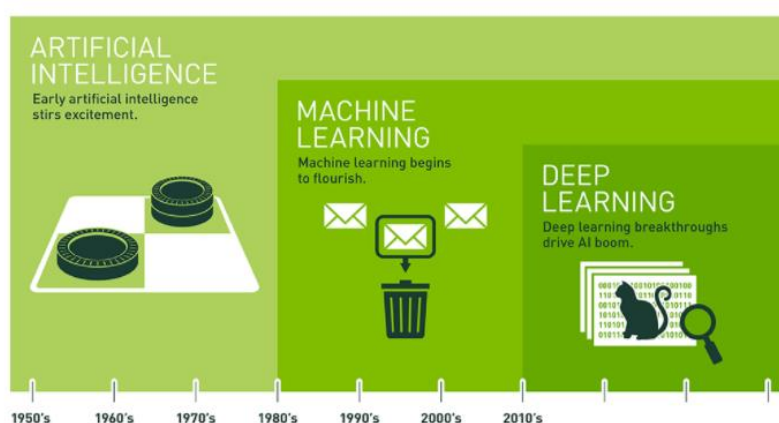 ARTIFICIAL
INTELLIGENCE
Early artificial intelligence
stirs excitement.
MACHINE
LEARNING
Machine learning begins
to flourish.
DEEP
LEARNING
Deep learning breakthroughs
drive AI boom.
1950's 1960's 1970's 1980's 1990's 2000's 2010's